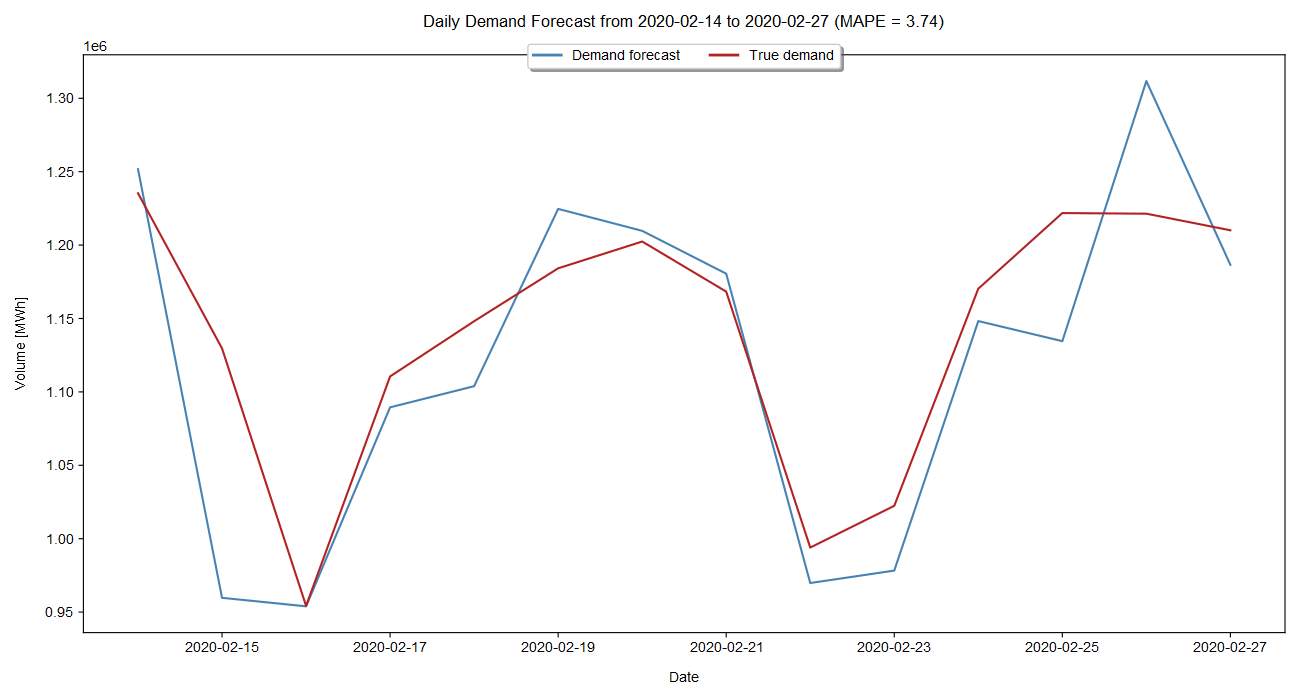 Daily Demand Forecast from 2020-02-14 to 2020-02-27 (MAPE = 3.74)
1e6
Demand forecast
True demand
1.30
1.25
1.20
1.15
1.10
1.05
1.00
0.95
Volume [MWh]
2020-02-15
2020-02-17
2020-02-19
2020-02-21
2020-02-23
2020-02-25
2020-02-27
Date